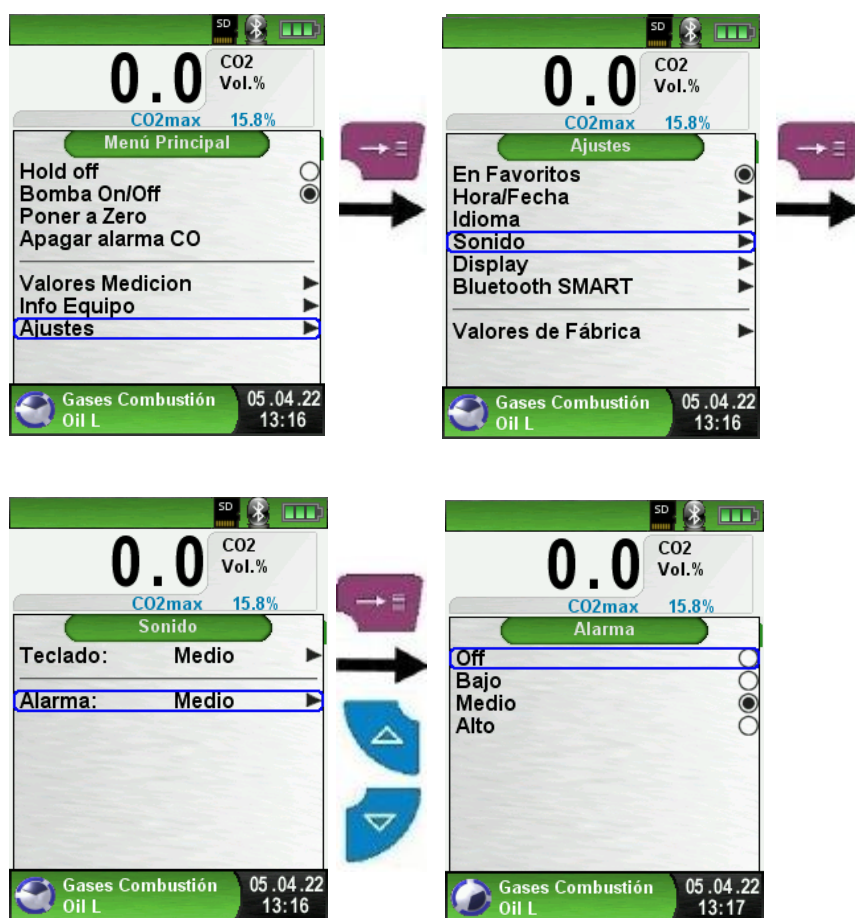 SD
0.0 CO2
Vol.%
CO2max 15.8%
Menú Principal
Hold off
Bomba On/Off
Poner a Zero
Apagar alarma CO
Valores Medicion
Info Equipo
Ajustes
Gases Combustión 05.04.22
Oil L 13:16
SD
0.0 CO2
Vol.%
CO2max 15.8%
Ajustes
En Favoritos
Hora/Fecha
Idioma
Sonido
Display
Bluetooth SMART
Valores de Fábrica
Gases Combustión 05.04.22
Oil L 13:16
SD
0.0 CO2
Vol.%
CO2max 15.8%
Sonido
Teclado: Medio
Alarma: Medio
Gases Combustión 05.04.22
Oil L 13:16
SD
0.0 CO2
Vol.%
CO2max 15.8%
Alarma
Off
Bajo
Medio
Alto
Gases Combustión 05.04.22
Oil L 13:17